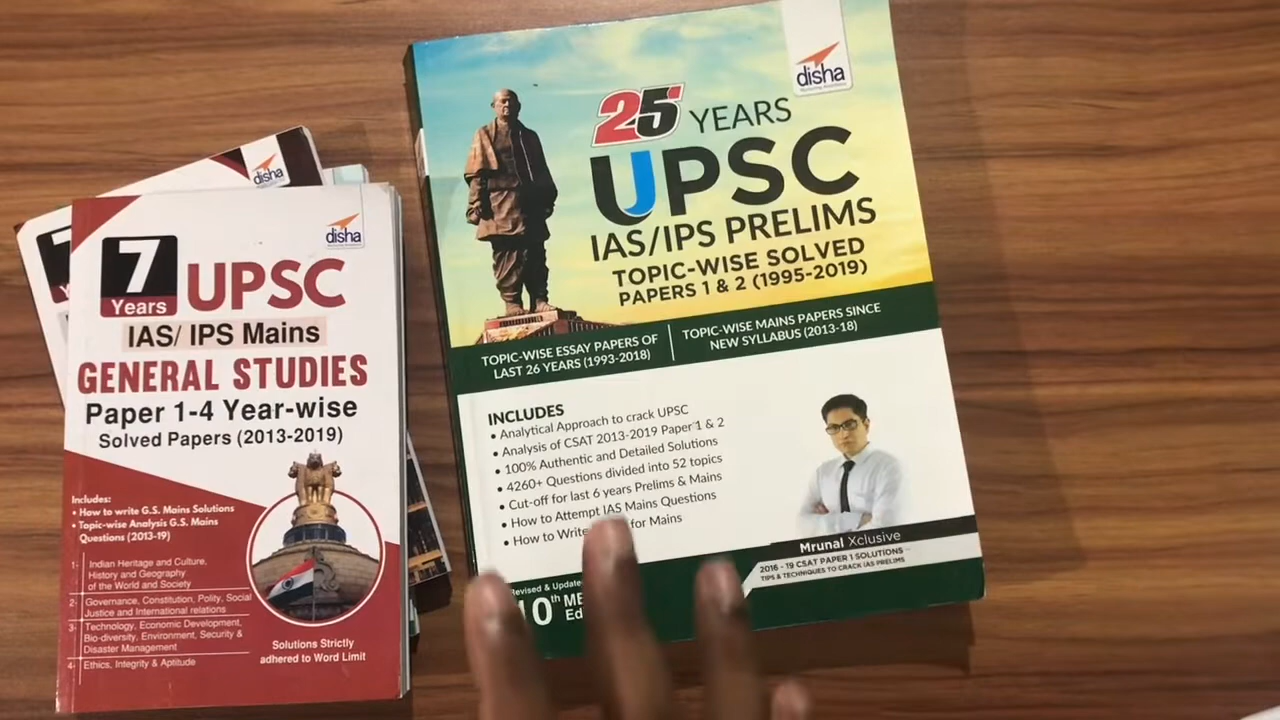 disha
7
Years
UPSC
IAS/ IPS Mains
GENERAL STUDIES
Paper 1-4 Year-wise
Solved Papers (2013-2019)
Includes:
• How to write G.S. Mains Solutions
• Topic-wise Analysis G.S. Mains
Questions (2013-19)
1- Indian Heritage and Culture,
History and Geography
of the World and Society
2- Governance, Constitution, Polity, Social
Justice and International relations
3- Technology, Economic Development,
Bio-diversity, Environment, Security &
Disaster Management
4- Ethics, Integrity & Aptitude
Solutions Strictly
adhered to Word Limit
disha
7
disha
25 YEARS
UPSC
IAS/IPS PRELIMS
TOPIC-WISE SOLVED
PAPERS 1 & 2 (1995-2019)
TOPIC-WISE ESSAY PAPERS OF
LAST 26 YEARS (1993-2018)
TOPIC-WISE MAINS PAPERS SINCE
NEW SYLLABUS (2013-18)
INCLUDES
• Analytical Approach to crack UPSC
• Analysis of CSAT 2013-2019 Paper 1 & 2
• 100% Authentic and Detailed Solutions
• 4260+ Questions divided into 52 topics
• Cut-off for last 6 years Prelims & Mains
• How to Attempt IAS Mains Questions
• How to Write for Mains
Mrunal Xclusive
2016 - 19 CSAT PAPER 1 SOLUTIONS
TIPS & TECHNIQUES TO CRACK IAS PRELIMS
Revised & Update
10th